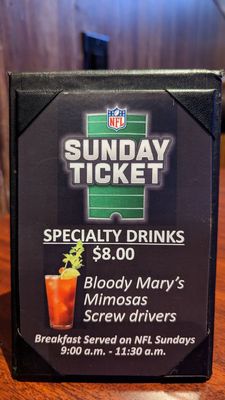 NFL
SUNDAY
TICKET
SPECIALTY DRINKS
$8.00
Bloody Mary's
Mimosas
Screw drivers
Breakfast Served on NFL Sundays
9:00 a.m. - 11:30 a.m.